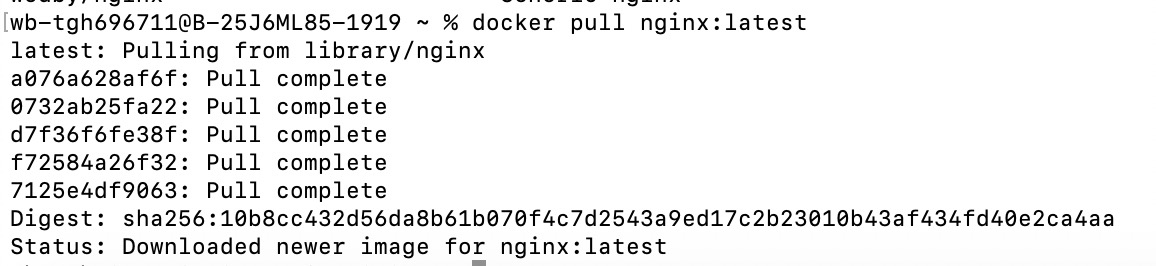 [wb-tgh696711@B-25J6ML85-1919 ~ % docker pull nginx:latest
latest: Pulling from library/nginx
a076a628af6f: Pull complete
0732ab25fa22: Pull complete
d7f36f6fe38f: Pull complete
f72584a26f32: Pull complete
7125e4df9063: Pull complete
Digest: sha256:10b8cc432d56da8b61b070f4c7d2543a9ed17c2b23010b43af434fd40e2ca4aa
Status: Downloaded newer image for nginx:latest